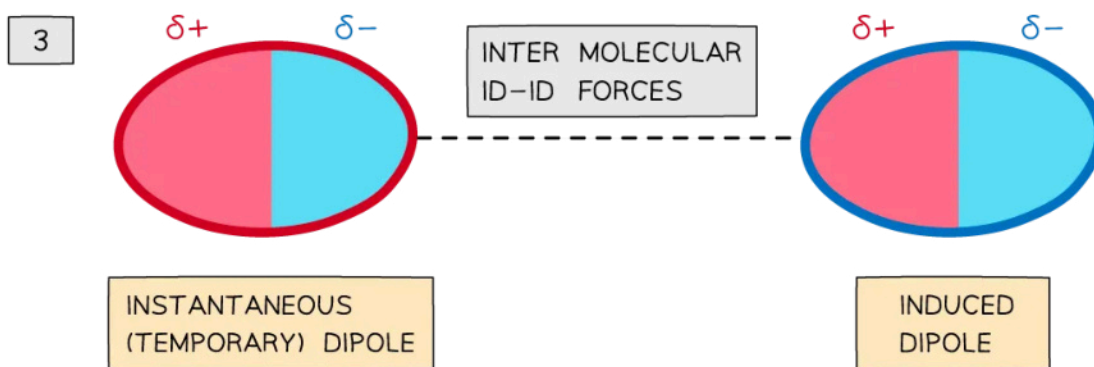 3
δ+ δ−
INTER MOLECULAR
ID−ID FORCES
δ+ δ−
INSTANTANEOUS
(TEMPORARY) DIPOLE
INDUCED
DIPOLE